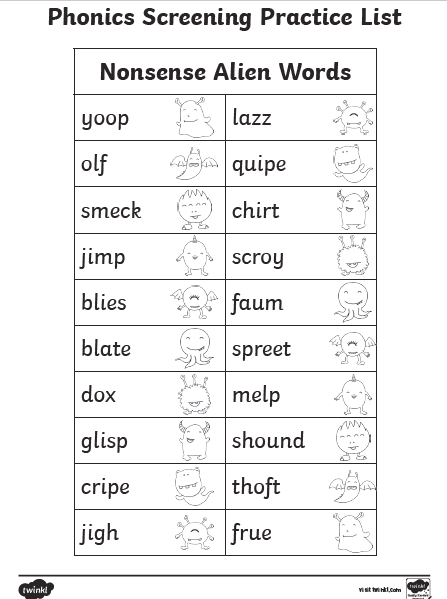 Phonics Screening Practice List
Nonsense Alien Words
yoop lazz
olf quipe
smeck chirt
jimp scroy
blies faum
blate spreet
dox melp
glisp shound
cripe thoft
jigh frue
twinkl visit twinkl.com twinkl